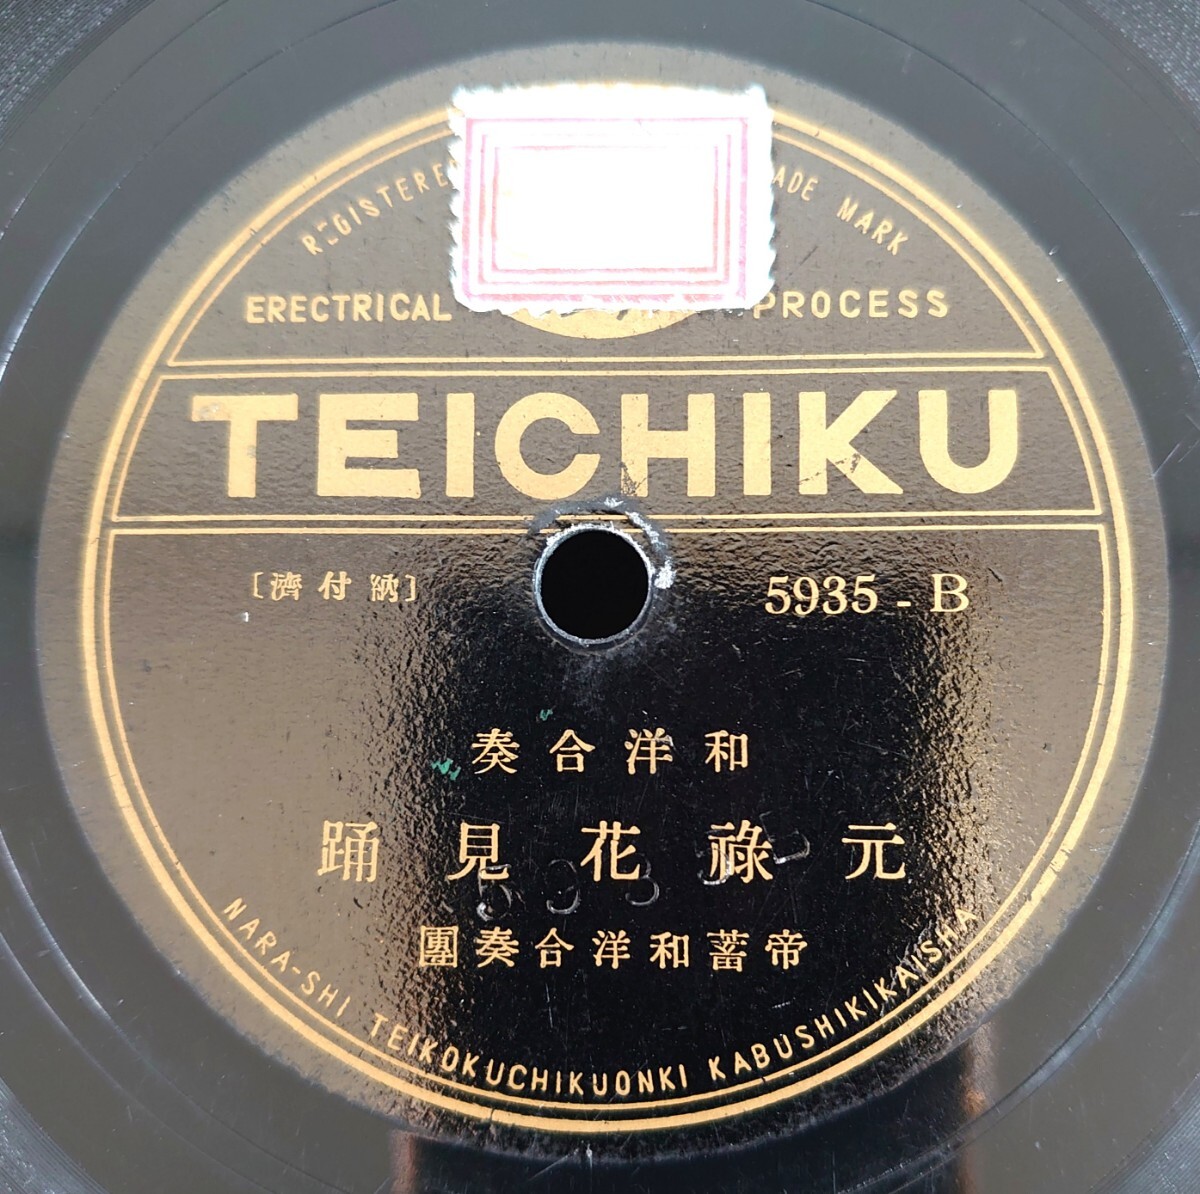 REGISTERE ADE MARK
ERECTRICAL PROCESS
TEICHIKU
[濟付納]
5935 - B
奏合洋和
踊見花祿元
團奏合洋和蓄帝
NARA-SHI TEIKOKUCHIKUONKI KABUSHIKIKAISHA